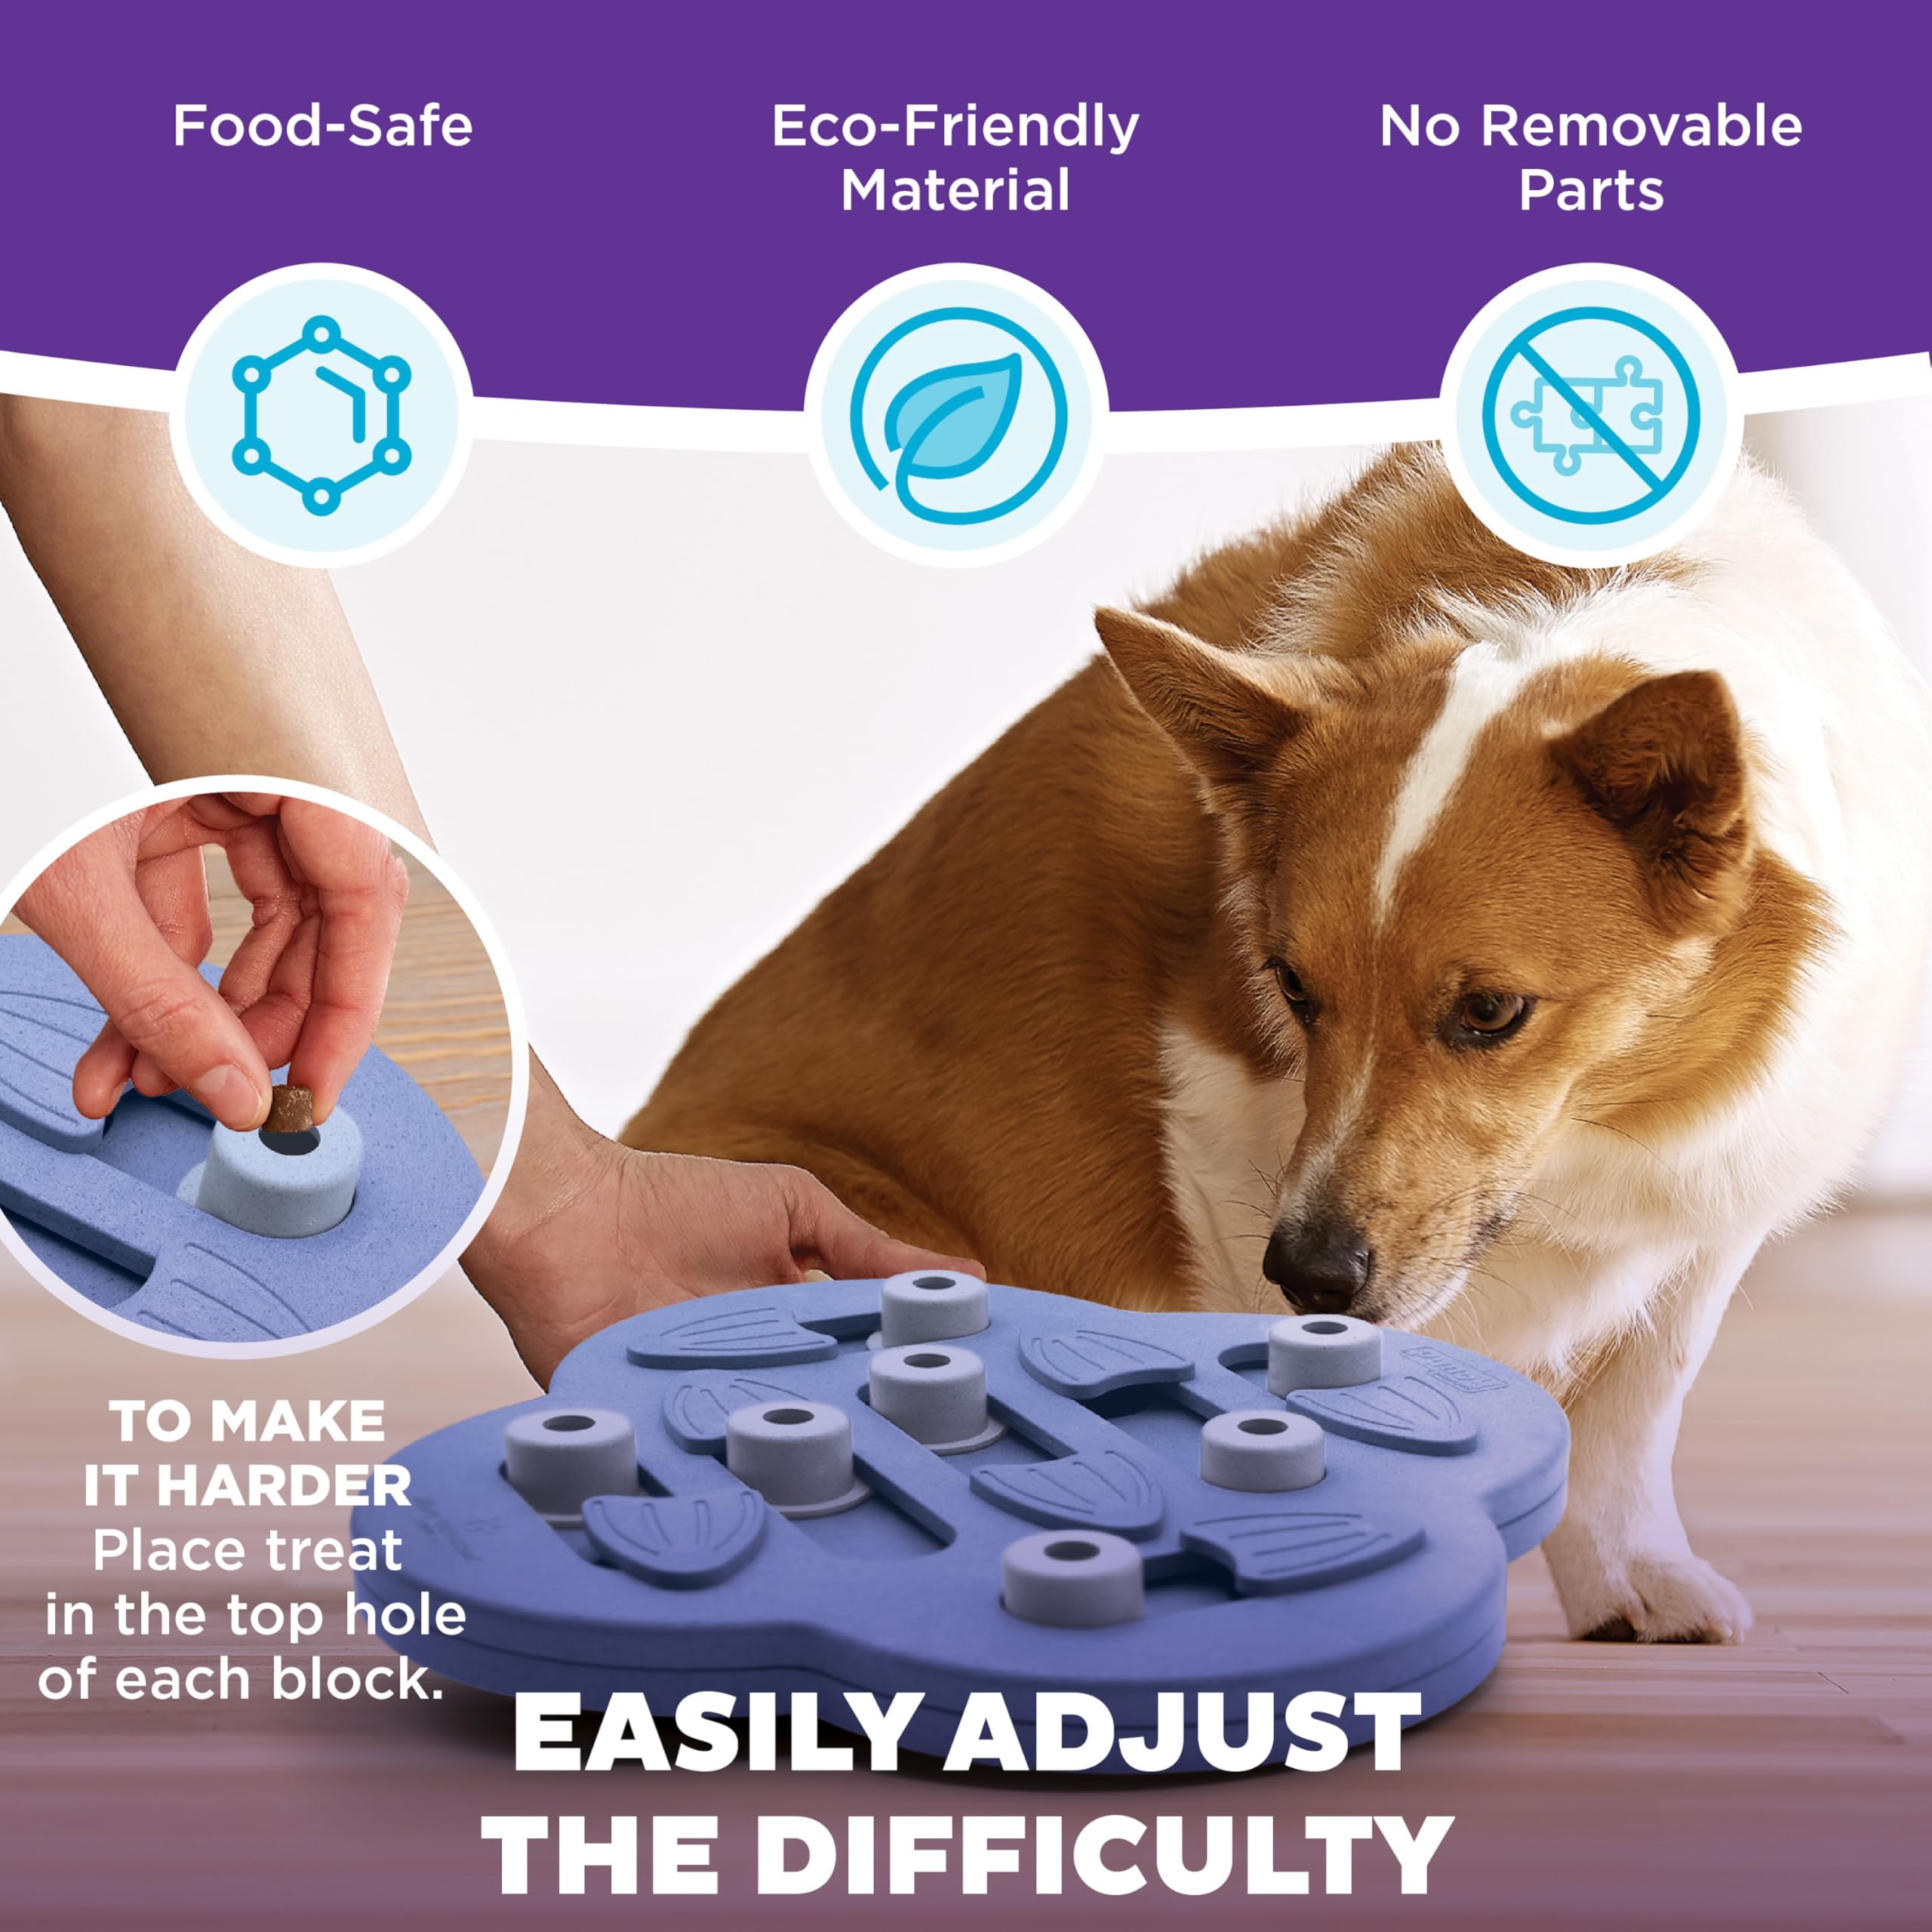 Food-Safe
Eco-Friendly
Material
No Removable
Parts
TO MAKE
IT HARDER
Place treat
in the top hole
of each block.
EASILY ADJUST
THE DIFFICULTY